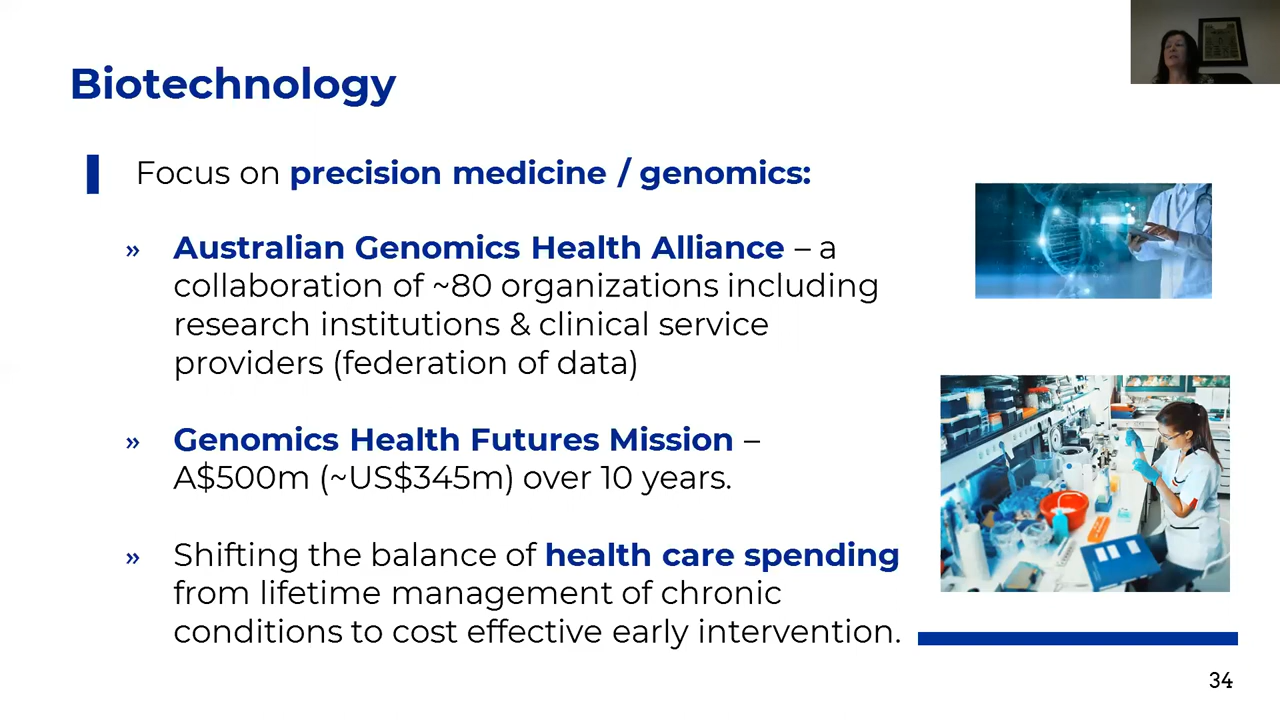 Biotechnology
Focus on precision medicine / genomics:
» Australian Genomics Health Alliance – a
collaboration of ~80 organizations including
research institutions & clinical service
providers (federation of data)
» Genomics Health Futures Mission –
A$500m (~US$345m) over 10 years.
» Shifting the balance of health care spending
from lifetime management of chronic
conditions to cost effective early intervention.
34